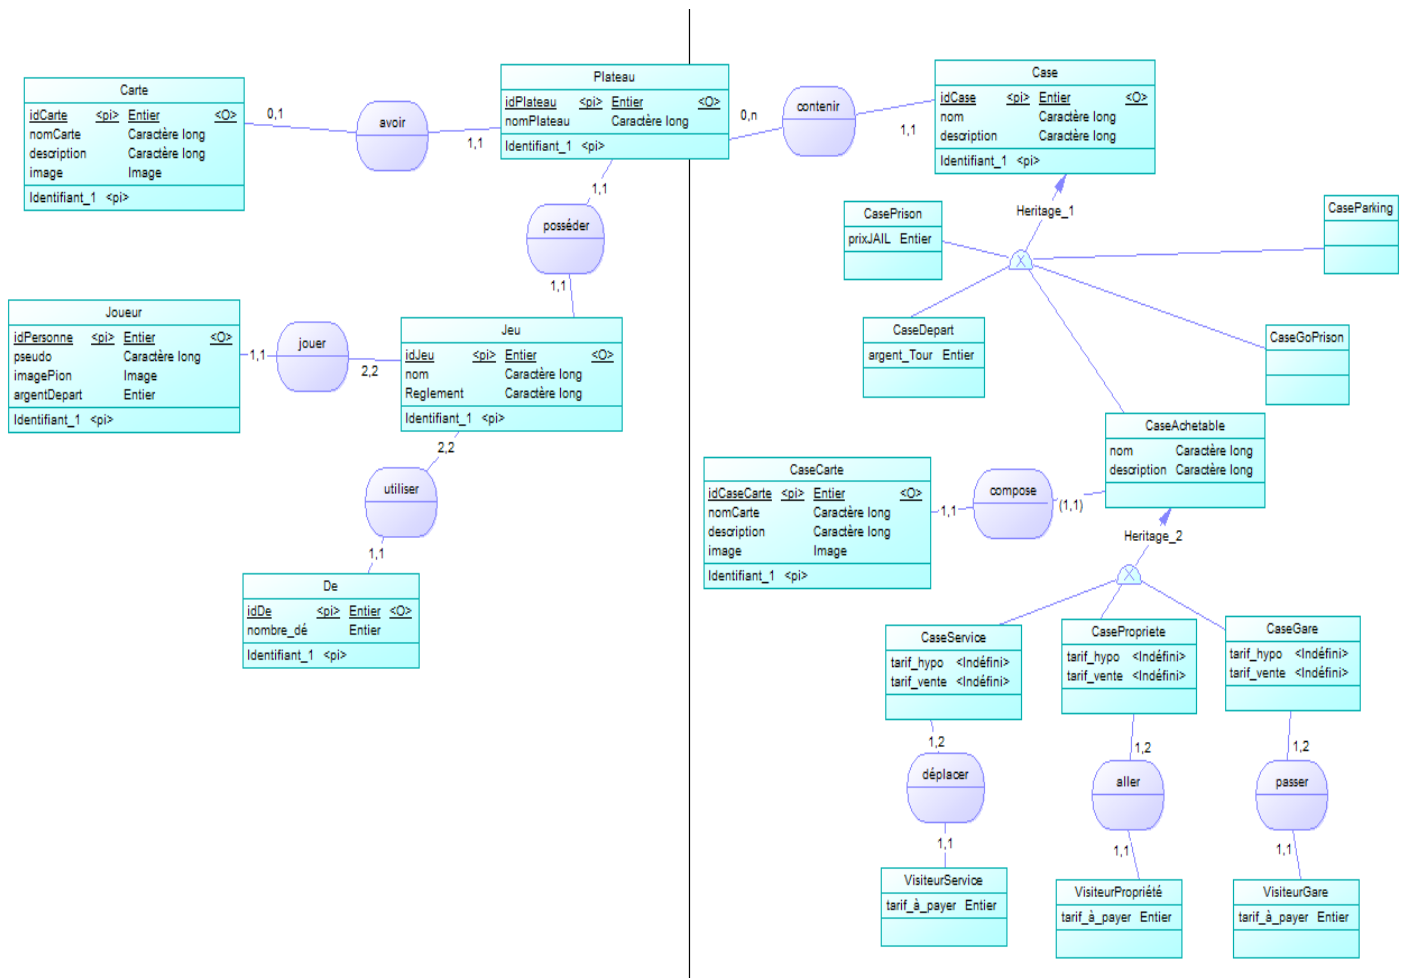 Carte
idCarte <pi> Entier <O>
nomCarte Caractère long
description Caractère long
image Image
Identifiant_1 <pi>
0,1
avoir
1,1
Plateau
idPlateau <pi> Entier <O>
nomPlateau Caractère long
Identifiant_1 <pi>
0,n
contenir
1,1
Case
idCase <pi> Entier <O>
nom Caractère long
description Caractère long
Identifiant_1 <pi>
1,1
posséder
1,1
Heritage_1
CasePrison
prixJAIL Entier
CaseParking
X
CaseDepart
argent_Tour Entier
CaseGoPrison
Joueur
idPersonne <pi> Entier <O>
pseudo Caractère long
imagePion Image
argentDepart Entier
Identifiant_1 <pi>
1,1
jouer
2,2
Jeu
idJeu <pi> Entier <O>
nom Caractère long
Reglement Caractère long
Identifiant_1 <pi>
2,2
utiliser
1,1
De
idDe <pi> Entier <O>
nombre_dé Entier
Identifiant_1 <pi>
CaseAchetable
nom Caractère long
description Caractère long
CaseCarte
idCaseCarte <pi> Entier <O>
nomCarte Caractère long
description Caractère long
image Image
Identifiant_1 <pi>
1,1
compose
(1,1)
Heritage_2
X
CaseService
tarif_hypo <Indéfini>
tarif_vente <Indéfini>
CasePropriete
tarif_hypo <Indéfini>
tarif_vente <Indéfini>
CaseGare
tarif_hypo <Indéfini>
tarif_vente <Indéfini>
1,2
déplacer
1,1
1,2
aller
1,1
1,2
passer
1,1
VisiteurService
tarif_à_payer Entier
VisiteurPropriété
tarif_à_payer Entier
VisiteurGare
tarif_à_payer Entier